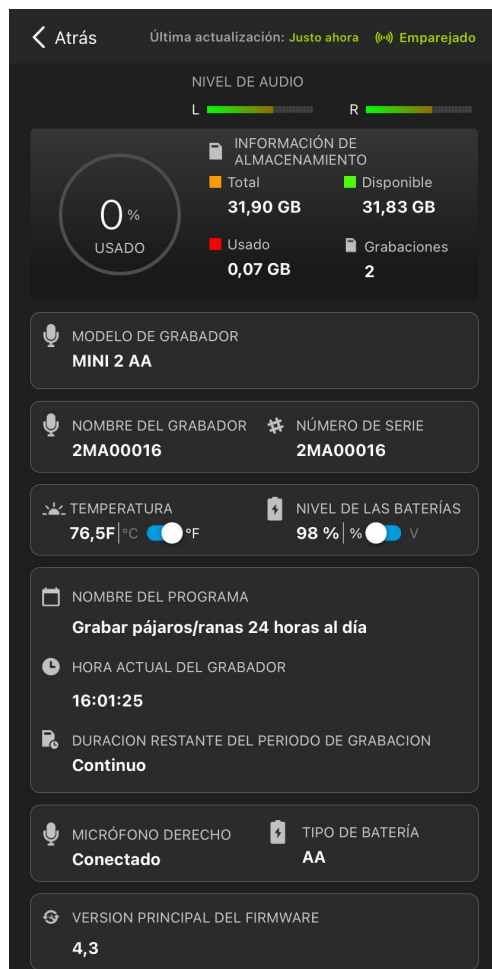 Atrás
Última actualización: Justo ahora
Emparejado
NIVEL DE AUDIO
L R
INFORMACIÓN DE
ALMACENAMIENTO
Total Disponible
31,90 GB 31,83 GB
0 %
USADO
Usado Grabaciones
0,07 GB 2
MODELO DE GRABADOR
MINI 2 AA
NOMBRE DEL GRABADOR NÚMERO DE SERIE
2MA00016 2MA00016
TEMPERATURA NIVEL DE LAS BATERÍAS
76,5F °C °F 98 % % V
NOMBRE DEL PROGRAMA
Grabar pájaros/ranas 24 horas al día
HORA ACTUAL DEL GRABADOR
16:01:25
DURACION RESTANTE DEL PERIODO DE GRABACION
Continuo
MICRÓFONO DERECHO TIPO DE BATERÍA
Conectado AA
VERSION PRINCIPAL DEL FIRMWARE
4,3